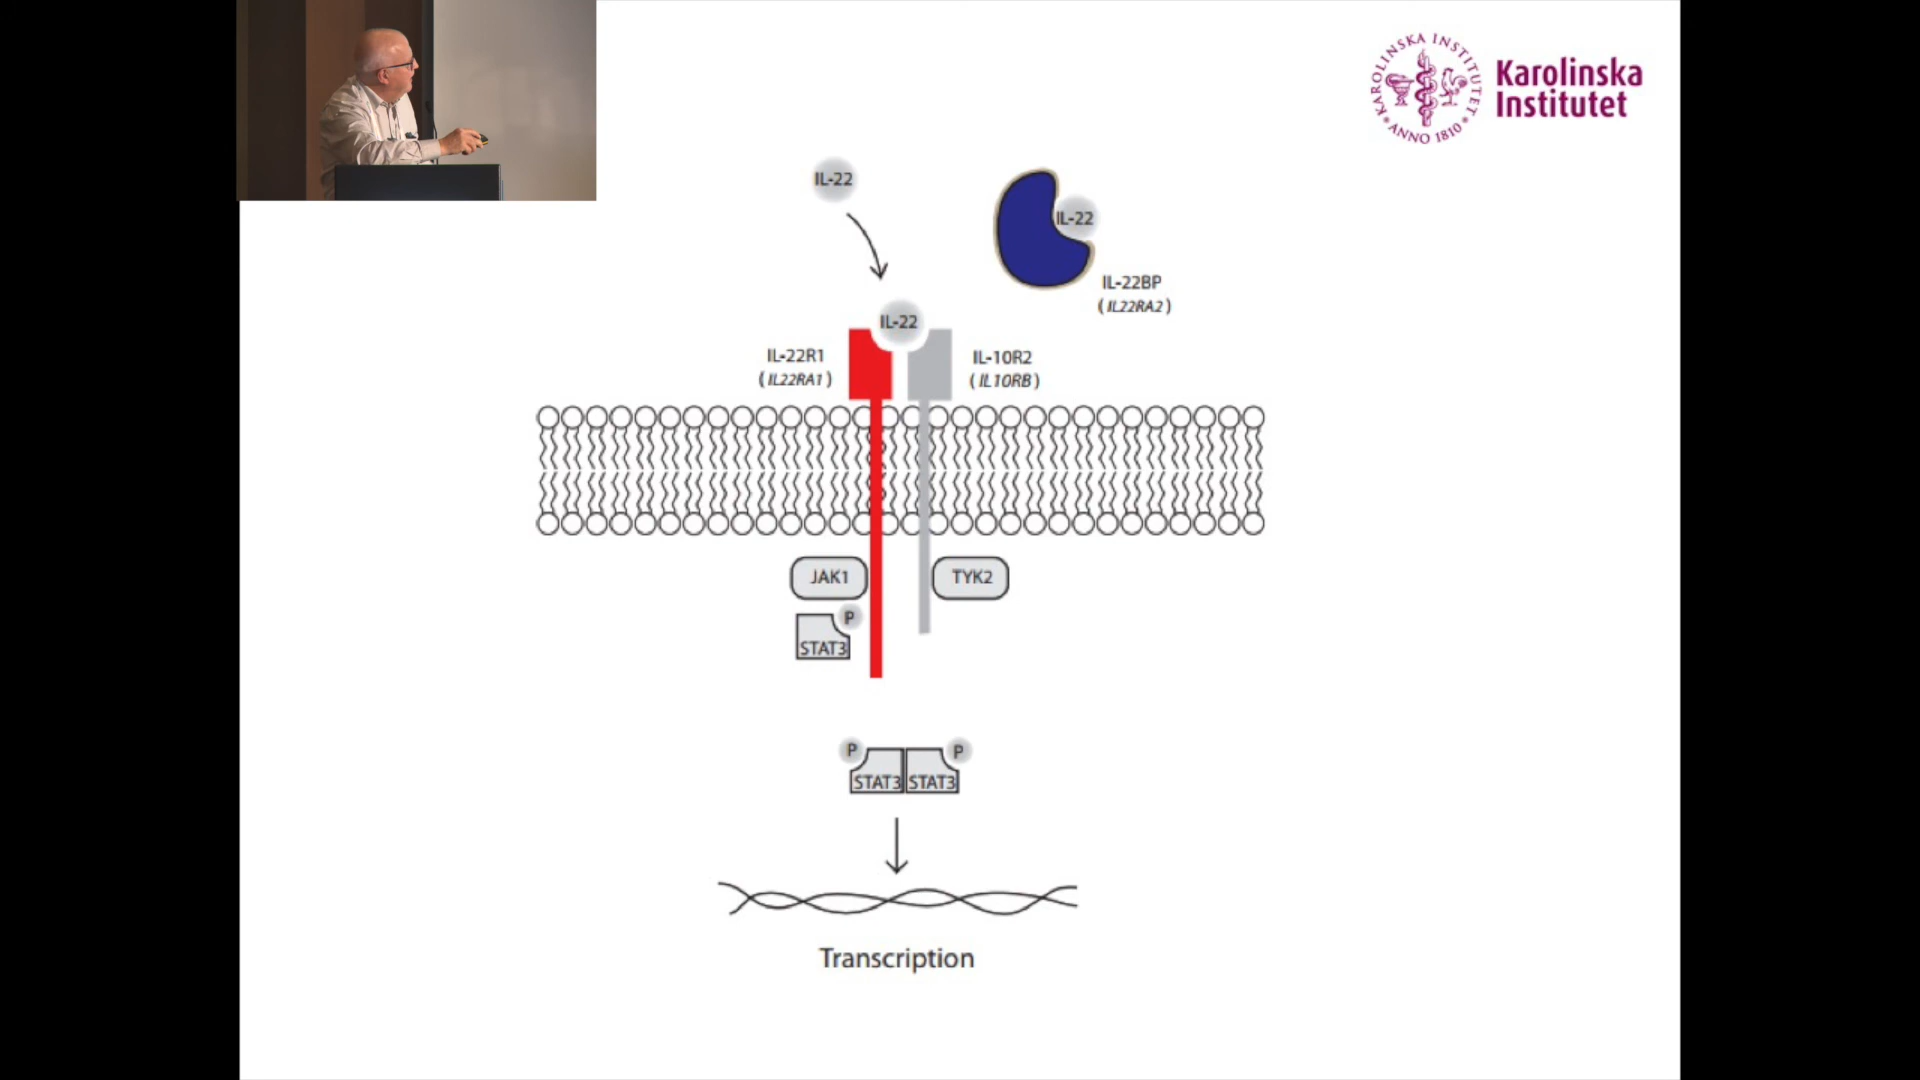 KAROLINSKA INSTITUTET
ANNO 1810
Karolinska
Institutet
IL-22
IL-22
IL-22BP
(IL22RA2)
IL-22
IL-22R1
(IL22RA1)
IL-10R2
(IL10RB)
JAK1
TYK2
P
STAT3
P
P
STAT3
STAT3
Transcription